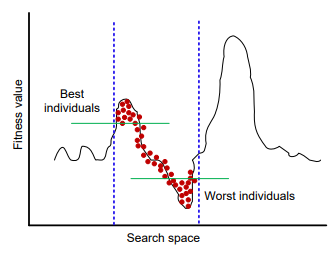 Fitness value
Best
individuals
Worst individuals
Search space